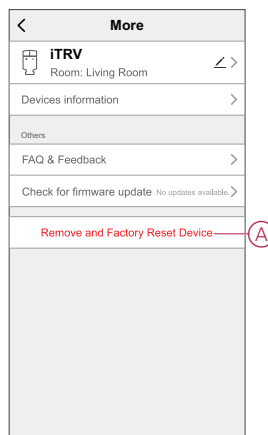 More
iTRV
Room: Living Room
Devices information
Others
FAQ & Feedback
Check for firmware update No updates available.
Remove and Factory Reset Device
A